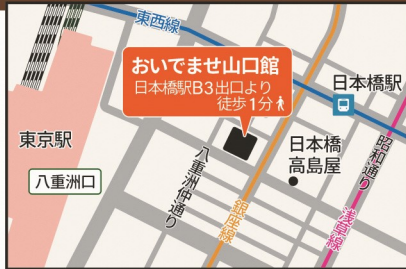 東西線
おいでませ山口館
日本橋駅B3出口より
徒歩1分
日本橋駅
東京駅
八重洲口
八重洲仲通り
日本橋
高島屋
昭和通り
銀座線
浅草線